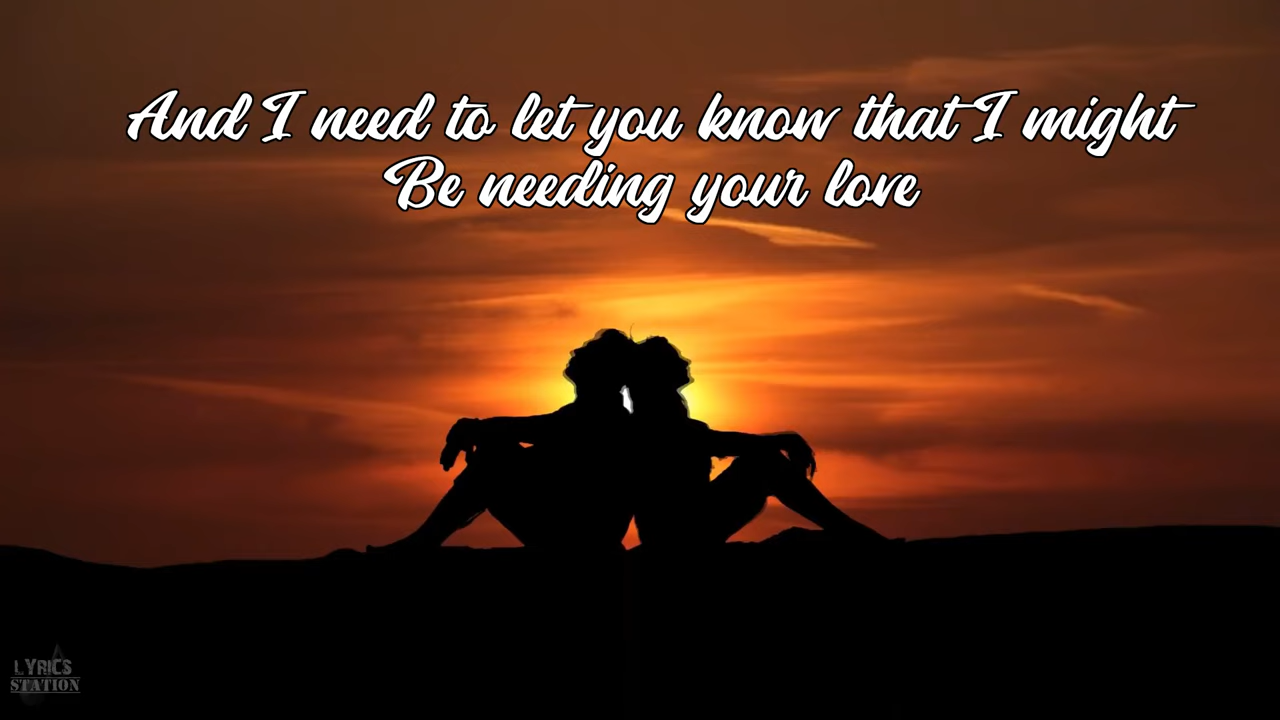 And I need to let you know that I might
Be needing your love
LYRICS
STATION